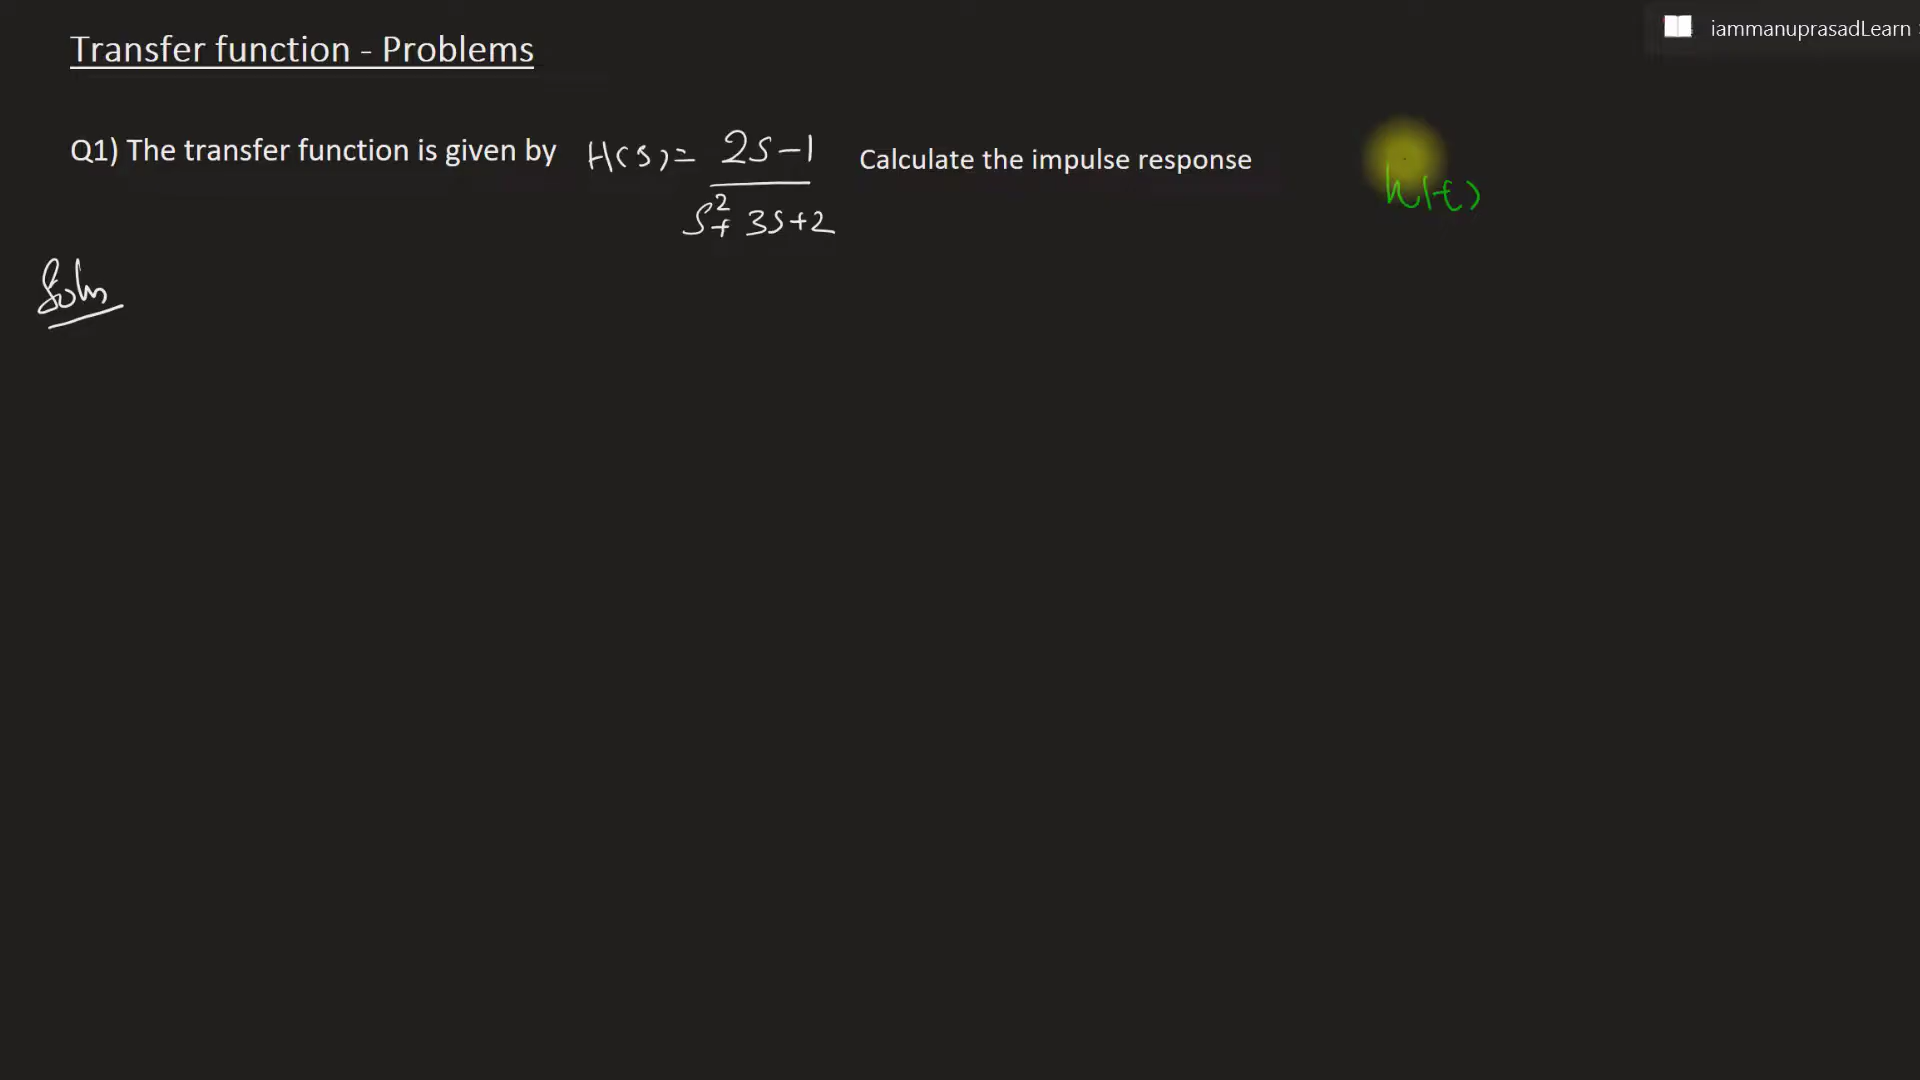 Transfer function - Problems
iammanuprasadLearn
Q1) The transfer function is given by H(s) = 2s-1 Calculate the impulse response h(t)
s²+ 3s+2
Soln